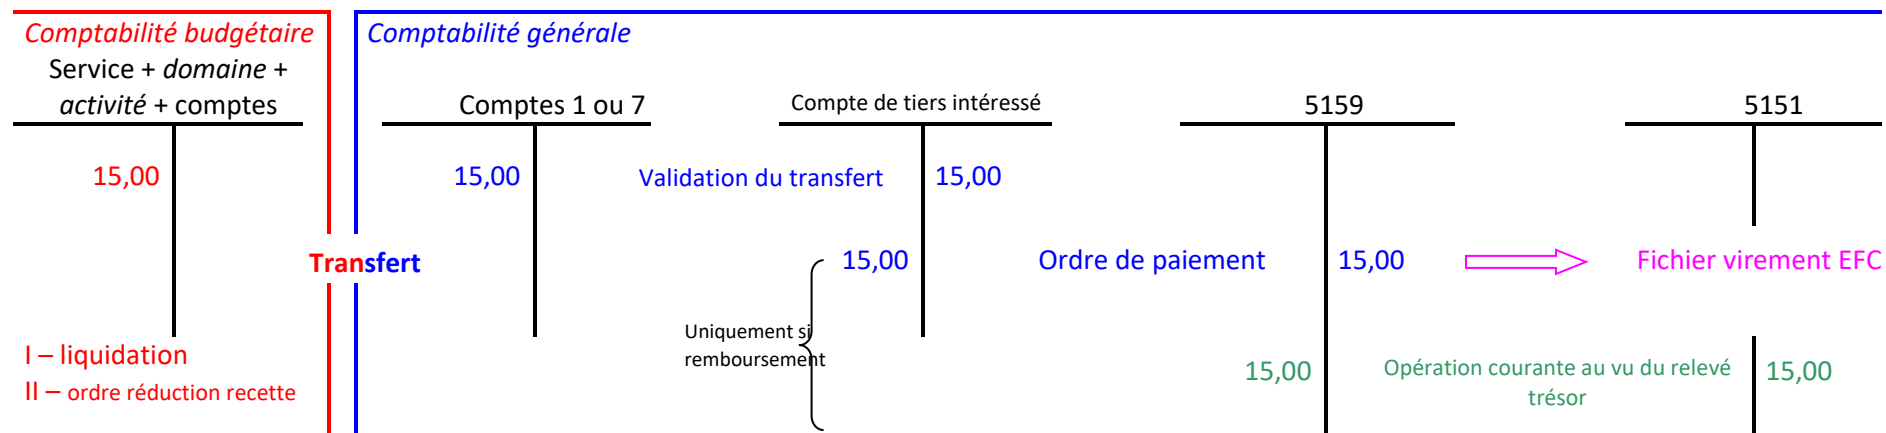 Comptabilité budgétaire
Service + domaine +
activité + comptes
15,00
I – liquidation
II – ordre réduction recette
Transfert
Comptabilité générale
Comptes 1 ou 7
Compte de tiers intéressé
5159
5151
15,00
Validation du transfert
15,00
15,00
Ordre de paiement
15,00
Fichier virement EFC
Uniquement si
remboursement
15,00
Opération courante au vu du relevé
trésor
15,00